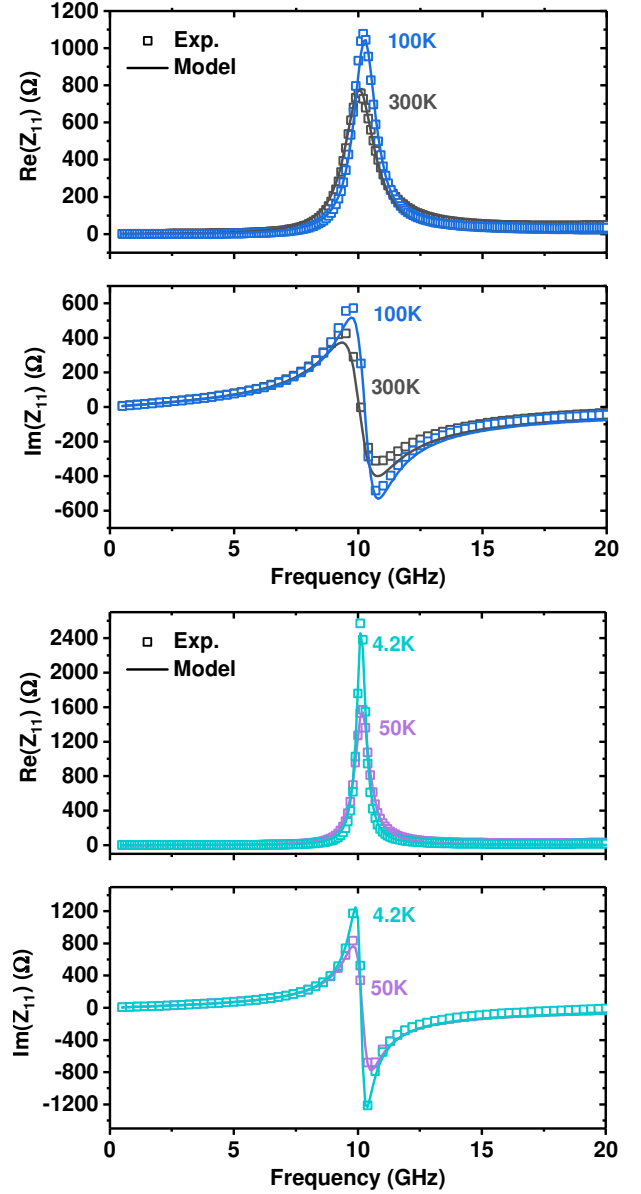 1200
1000
800
600
400
200
0
Re(Z11) (Ω)
Exp.
Model
100K
300K
600
400
200
0
-200
-400
-600
Im(Z11) (Ω)
100K
300K
0 5 10 15 20
Frequency (GHz)
2400
2000
1600
1200
800
400
0
Re(Z11) (Ω)
Exp.
Model
4.2K
50K
1200
800
400
0
-400
-800
-1200
Im(Z11) (Ω)
4.2K
50K
0 5 10 15 20
Frequency (GHz)